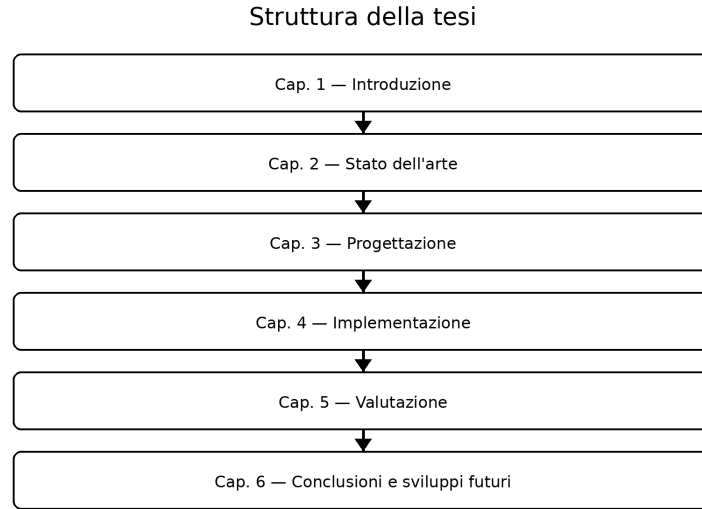 Struttura della tesi
Cap. 1 — Introduzione
Cap. 2 — Stato dell'arte
Cap. 3 — Progettazione
Cap. 4 — Implementazione
Cap. 5 — Valutazione
Cap. 6 — Conclusioni e sviluppi futuri